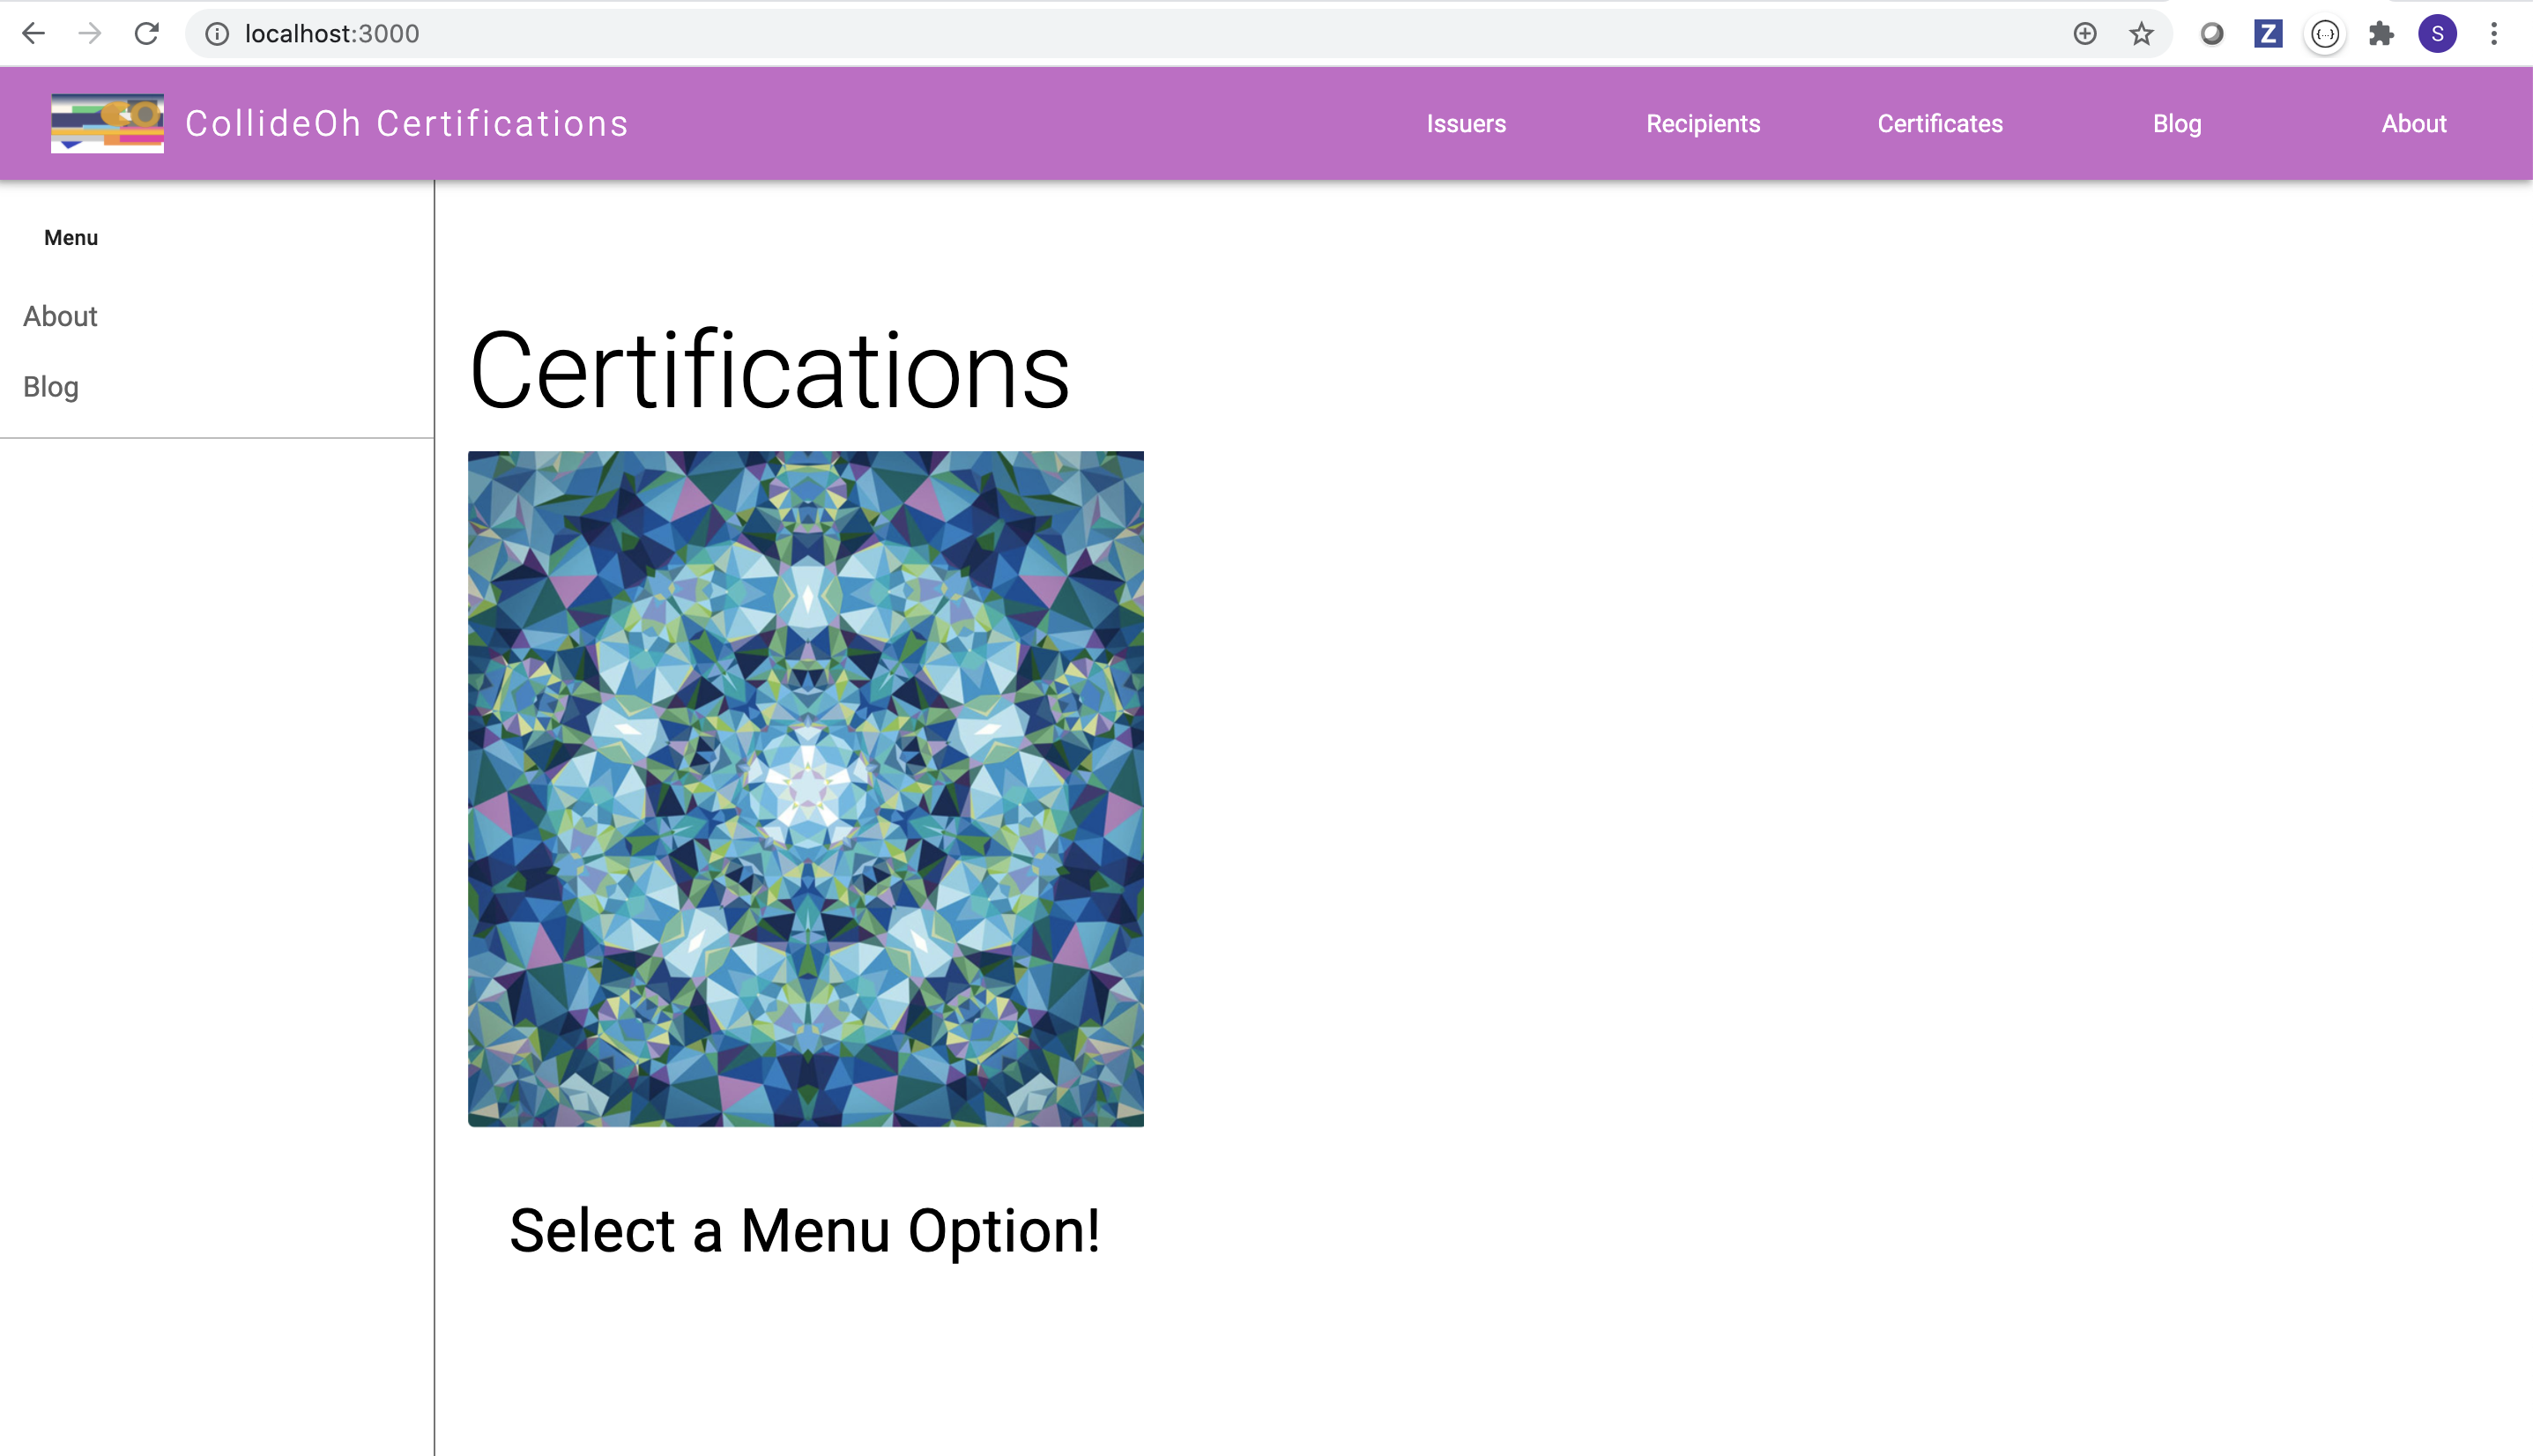 localhost:3000
Z
{...}
S
CollideOh Certifications
Issuers
Recipients
Certificates
Blog
About
Menu
About
Blog
Certifications
Select a Menu Option!